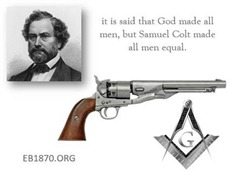 it is said that God made all
men, but Samuel Colt made
all men equal.
G
EB1870.ORG